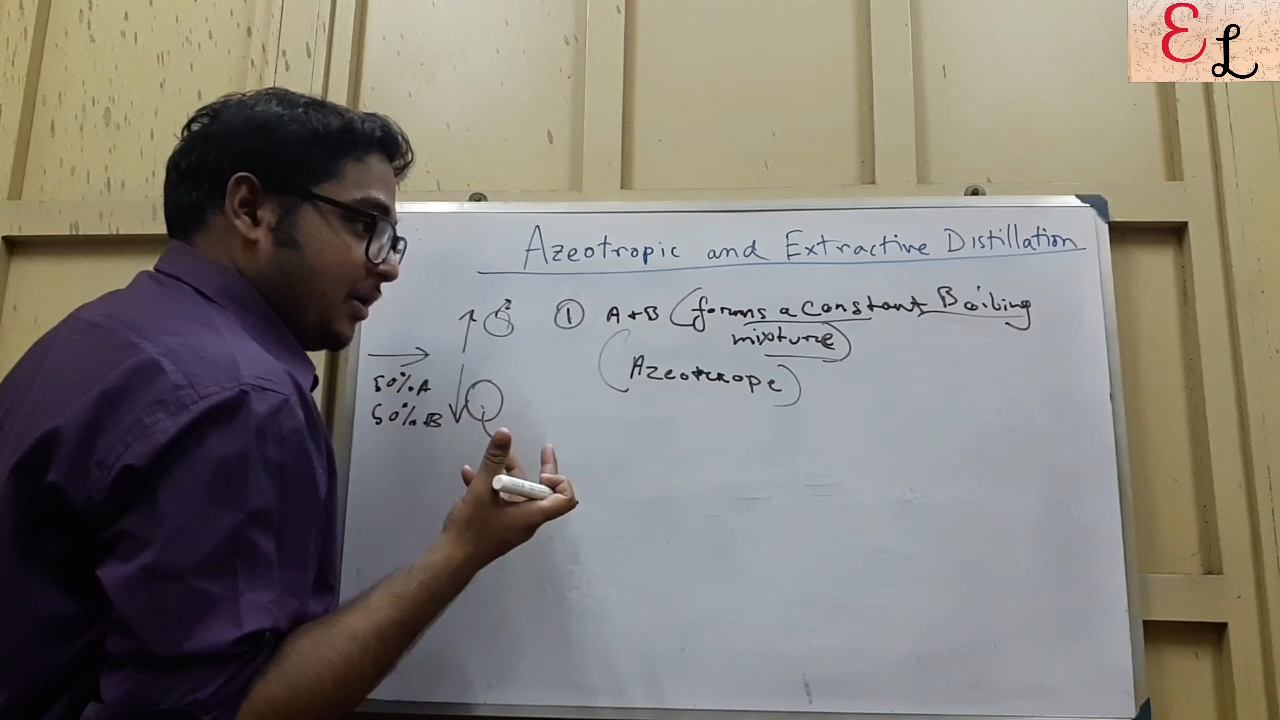 EL
Azeotropic and Extractive Distillation
① A+B (forms a constant Boiling
mixture)
(Azeotrope)
50% A
50% B